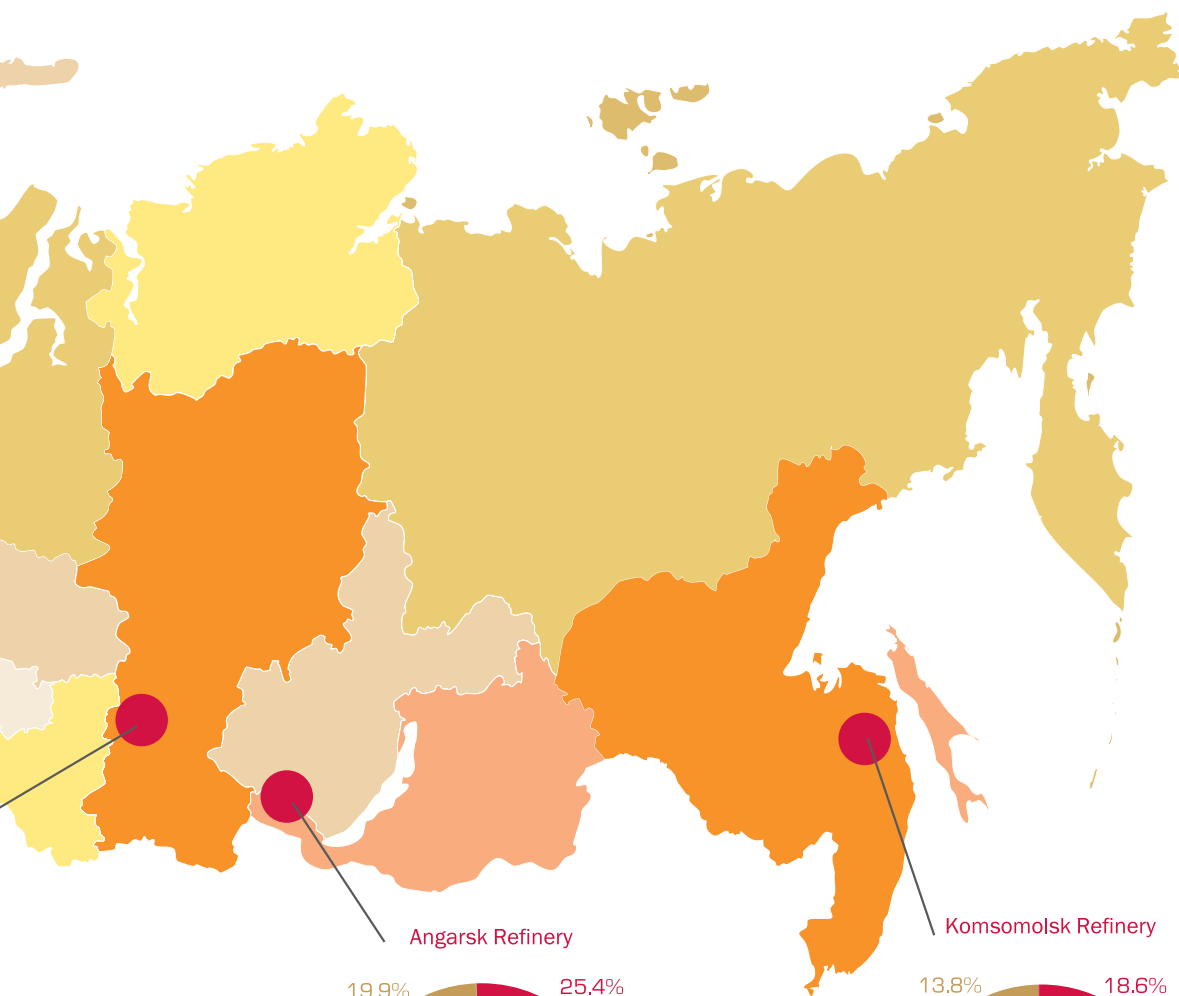 Angarsk Refinery
Komsomolsk Refinery
19.9%
25.4%
13.8%
18.6%